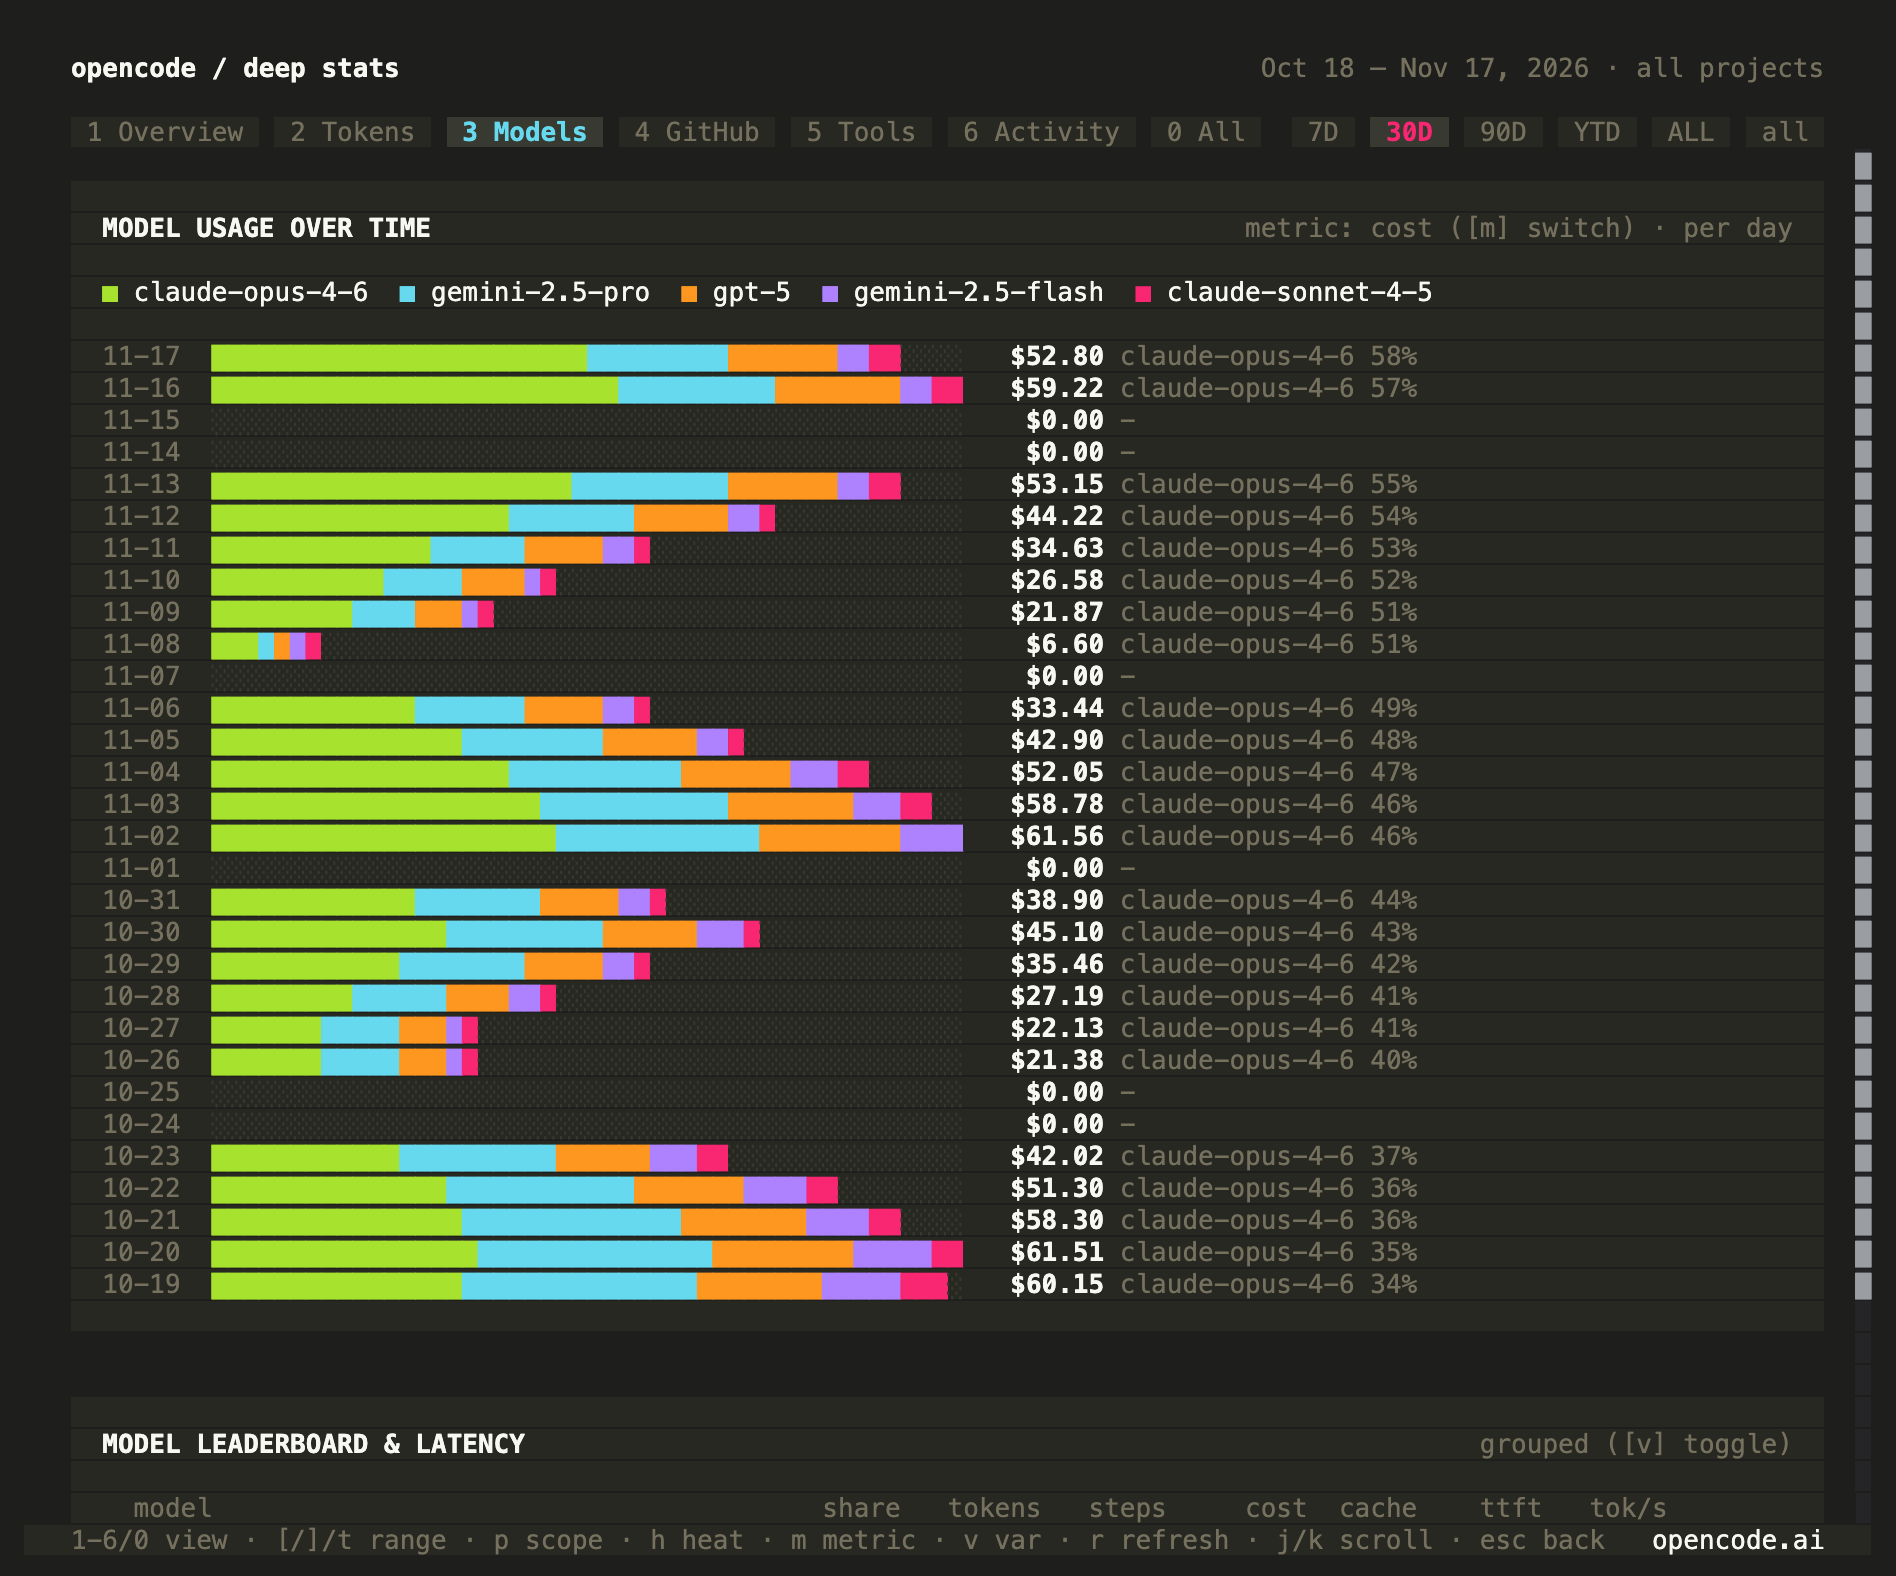 opencode / deep stats Oct 18 — Nov 17, 2026 · all projects
1 Overview 2 Tokens 3 Models 4 GitHub 5 Tools 6 Activity 0 All 7D 30D 90D YTD ALL all
MODEL USAGE OVER TIME metric: cost ([m] switch) · per day
claude-opus-4-6 gemini-2.5-pro gpt-5 gemini-2.5-flash claude-sonnet-4-5
11-17 $52.80 claude-opus-4-6 58%
11-16 $59.22 claude-opus-4-6 57%
11-15 $0.00 —
11-14 $0.00 —
11-13 $53.15 claude-opus-4-6 55%
11-12 $44.22 claude-opus-4-6 54%
11-11 $34.63 claude-opus-4-6 53%
11-10 $26.58 claude-opus-4-6 52%
11-09 $21.87 claude-opus-4-6 51%
11-08 $6.60 claude-opus-4-6 51%
11-07 $0.00 —
11-06 $33.44 claude-opus-4-6 49%
11-05 $42.90 claude-opus-4-6 48%
11-04 $52.05 claude-opus-4-6 47%
11-03 $58.78 claude-opus-4-6 46%
11-02 $61.56 claude-opus-4-6 46%
11-01 $0.00 —
10-31 $38.90 claude-opus-4-6 44%
10-30 $45.10 claude-opus-4-6 43%
10-29 $35.46 claude-opus-4-6 42%
10-28 $27.19 claude-opus-4-6 41%
10-27 $22.13 claude-opus-4-6 41%
10-26 $21.38 claude-opus-4-6 40%
10-25 $0.00 —
10-24 $0.00 —
10-23 $42.02 claude-opus-4-6 37%
10-22 $51.30 claude-opus-4-6 36%
10-21 $58.30 claude-opus-4-6 36%
10-20 $61.51 claude-opus-4-6 35%
10-19 $60.15 claude-opus-4-6 34%
MODEL LEADERBOARD & LATENCY grouped ([v] toggle)
model share tokens steps cost cache ttft tok/s
1-6/0 view · [/]/t range · p scope · h heat · m metric · v var · r refresh · j/k scroll · esc back opencode.ai